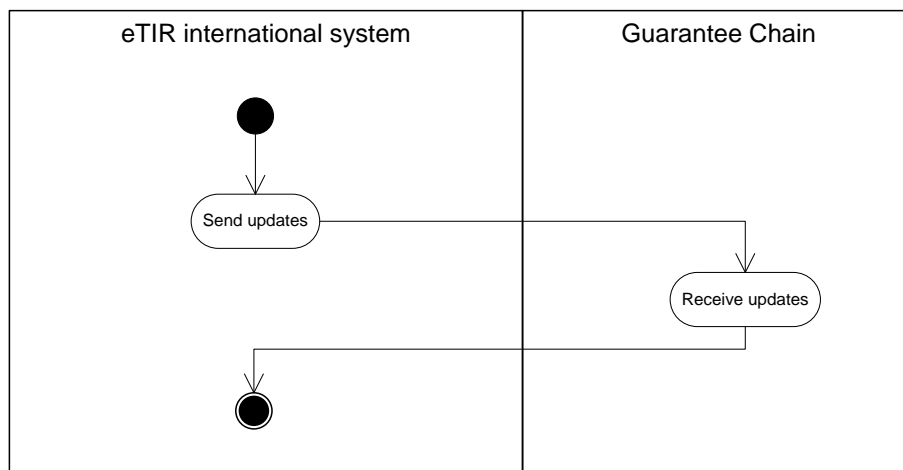 eTIR international system
Guarantee Chain
Send updates
Receive updates